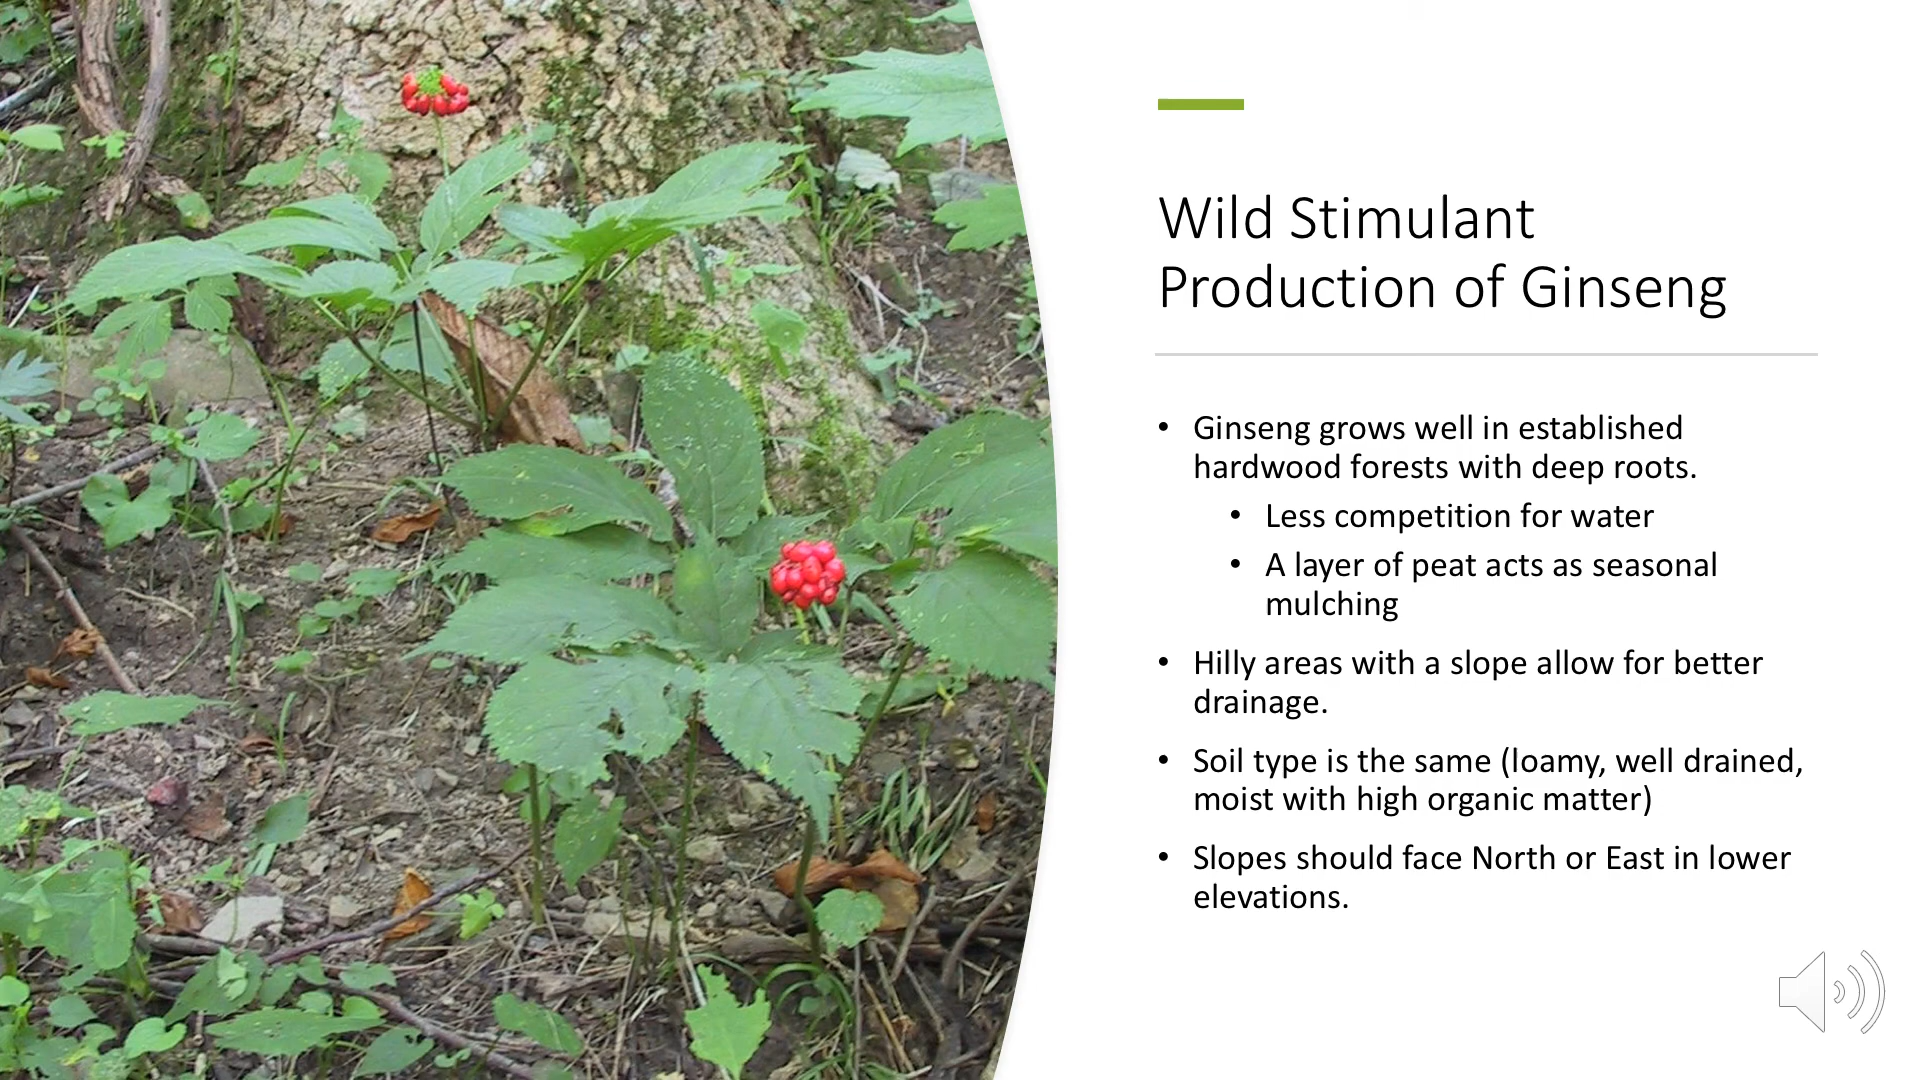 Wild Stimulant
Production of Ginseng
• Ginseng grows well in established
hardwood forests with deep roots.
• Less competition for water
• A layer of peat acts as seasonal
mulching
• Hilly areas with a slope allow for better
drainage.
• Soil type is the same (loamy, well drained,
moist with high organic matter)
• Slopes should face North or East in lower
elevations.